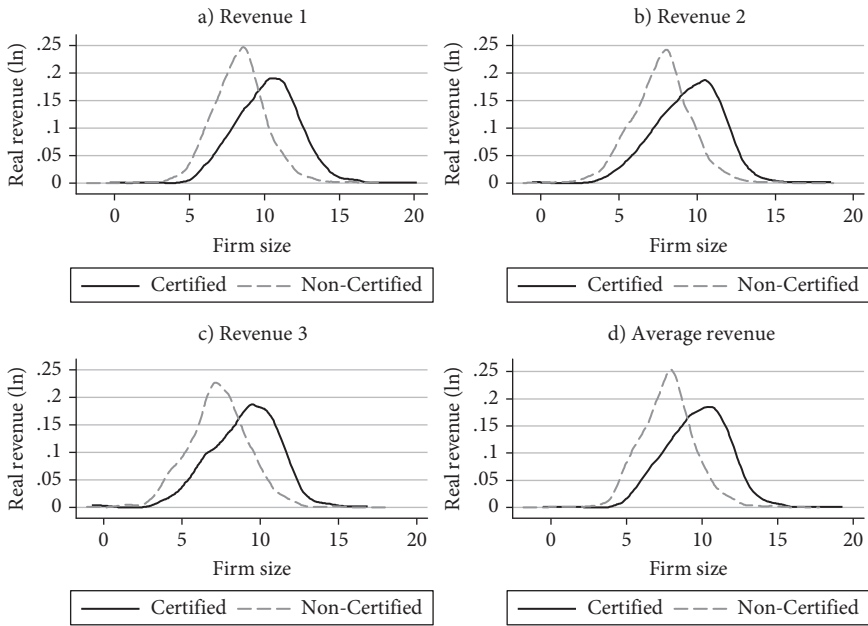 a) Revenue 1
Real revenue (ln)
.25
.2
.15
.1
.05
0
0 5 10 15 20
Firm size
Certified Non-Certified
b) Revenue 2
Real revenue (ln)
.25
.2
.15
.1
.05
0
0 5 10 15 20
Firm size
Certified Non-Certified
c) Revenue 3
Real revenue (ln)
.25
.2
.15
.1
.05
0
0 5 10 15 20
Firm size
Certified Non-Certified
d) Average revenue
Real revenue (ln)
.25
.2
.15
.1
.05
0
0 5 10 15 20
Firm size
Certified Non-Certified